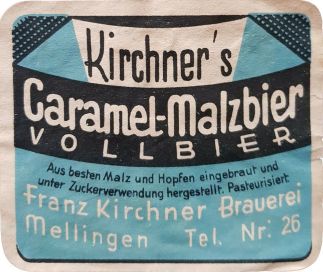 Kirchner's
Caramel-Malzbier
VOLLBIER
Aus besten Malz und Hopfen eingebraut und
unter Zuckerverwendung hergestellt. Pasteurisiert
Franz Kirchner Brauerei
Mellingen Tel. Nr: 26